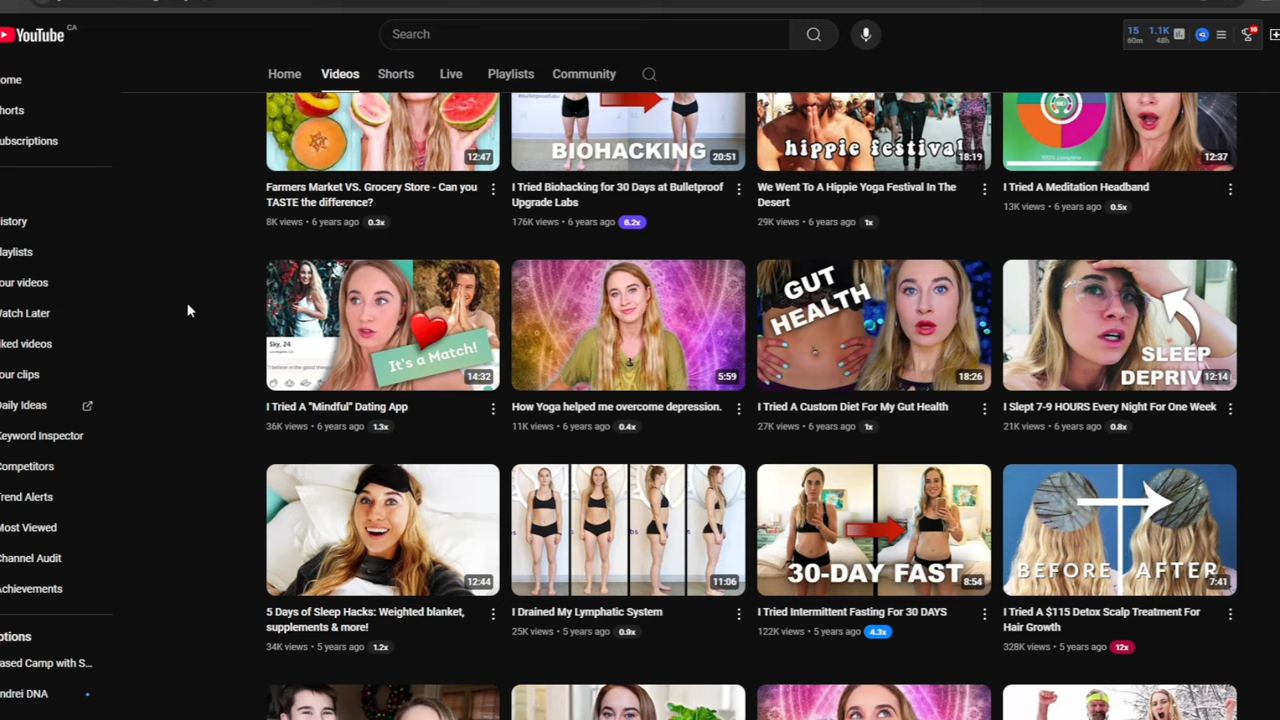 YouTube CA
Search
15 1.1K
60m 48h
Home Videos Shorts Live Playlists Community
ome
horts
ubscriptions
istory
laylists
our videos
Watch Later
iked videos
our clips
Daily Ideas
Keyword Inspector
Competitors
Trend Alerts
Most Viewed
Channel Audit
Achievements
ptions
ased Camp with S...
ndrei DNA
100% complete
BIOHACKING
hippie festival
12:47 20:51 18:19 12:37
Farmers Market VS. Grocery Store - Can you
TASTE the difference?
8K views • 6 years ago 0.3x
I Tried Biohacking for 30 Days at Bulletproof
Upgrade Labs
176K views • 6 years ago 6.2x
We Went To A Hippie Yoga Festival In The
Desert
29K views • 6 years ago 1x
I Tried A Meditation Headband
13K views • 6 years ago 0.5x
Sky, 24
It's a Match!
14:32
I Tried A "Mindful" Dating App
36K views • 6 years ago 1.3x
5:59
How Yoga helped me overcome depression.
11K views • 6 years ago 0.4x
GUT
HEALTH
18:26
I Tried A Custom Diet For My Gut Health
27K views • 6 years ago 1x
SLEEP
DEPRIV
12:14
I Slept 7-9 HOURS Every Night For One Week
21K views • 6 years ago 0.8x
12:44
5 Days of Sleep Hacks: Weighted blanket,
supplements & more!
34K views • 5 years ago 1.2x
11:06
I Drained My Lymphatic System
25K views • 5 years ago 0.9x
30-DAY FAST
8:54
I Tried Intermittent Fasting For 30 DAYS
122K views • 5 years ago 4.3x
BEFORE AFTER
7:41
I Tried A $115 Detox Scalp Treatment For
Hair Growth
328K views • 5 years ago 12x